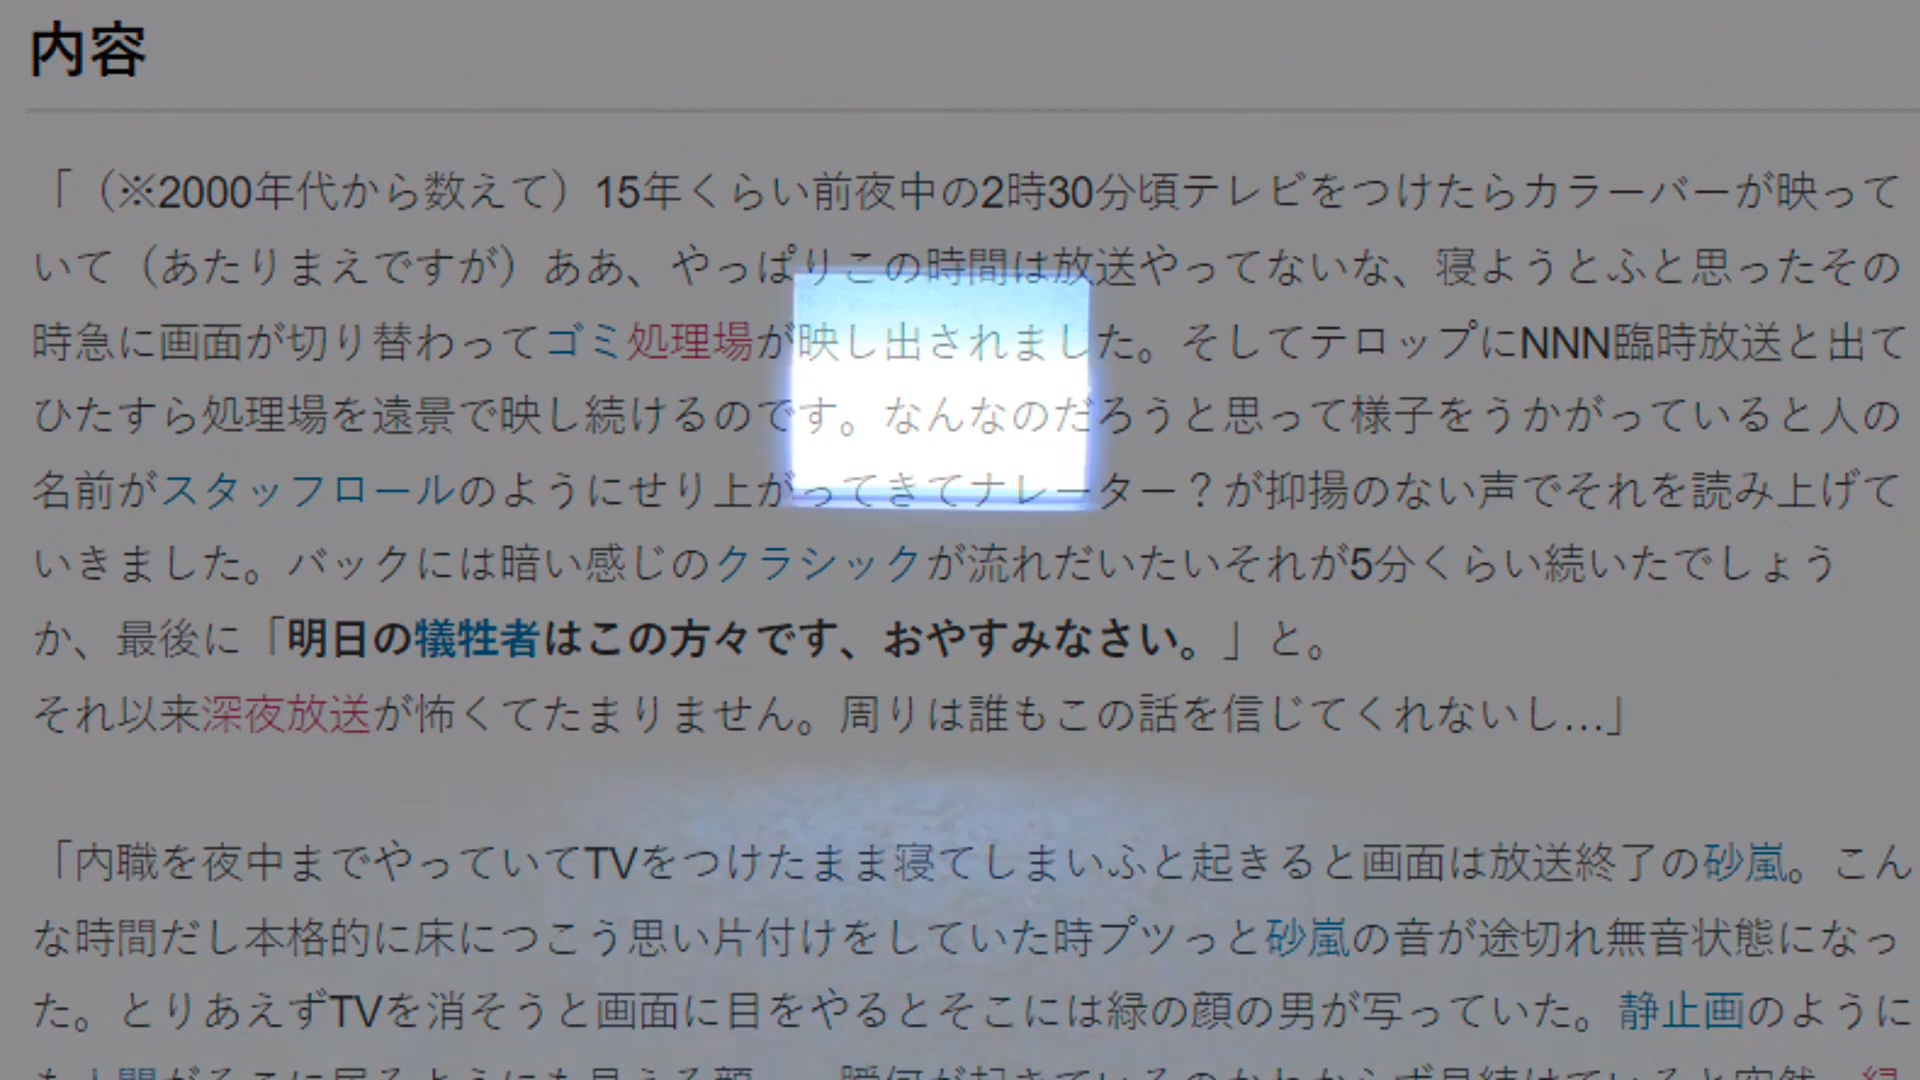 内容
「（※2000年代から数えて）15年くらい前夜中の2時30分頃テレビをつけたらカラーバーが映って
いて（あたりまえですが）ああ、やっぱりこの時間は放送やってないな、寝ようとふと思ったその
時急に画面が切り替わってゴミ処理場が映し出されました。そしてテロップにNNN臨時放送と出て
ひたすら処理場を遠景で映し続けるのです。なんなのだろうと思って様子をうかがっていると人の
名前がスタッフロールのようにせり上がってきてナレーター？が抑揚のない声でそれを読み上げて
いきました。バックには暗い感じのクラシックが流れだいたいそれが5分くらい続いたでしょう
か、最後に「明日の犠牲者はこの方々です、おやすみなさい。」と。
それ以来深夜放送が怖くてたまりません。周りは誰もこの話を信じてくれないし…」
「内職を夜中までやっていてTVをつけたまま寝てしまいふと起きると画面は放送終了の砂嵐。こん
な時間だし本格的に床につこう思い片付けをしていた時プツっと砂嵐の音が途切れ無音状態になっ
た。とりあえずTVを消そうと画面に目をやるとそこには緑の顔の男が写っていた。静止画のように